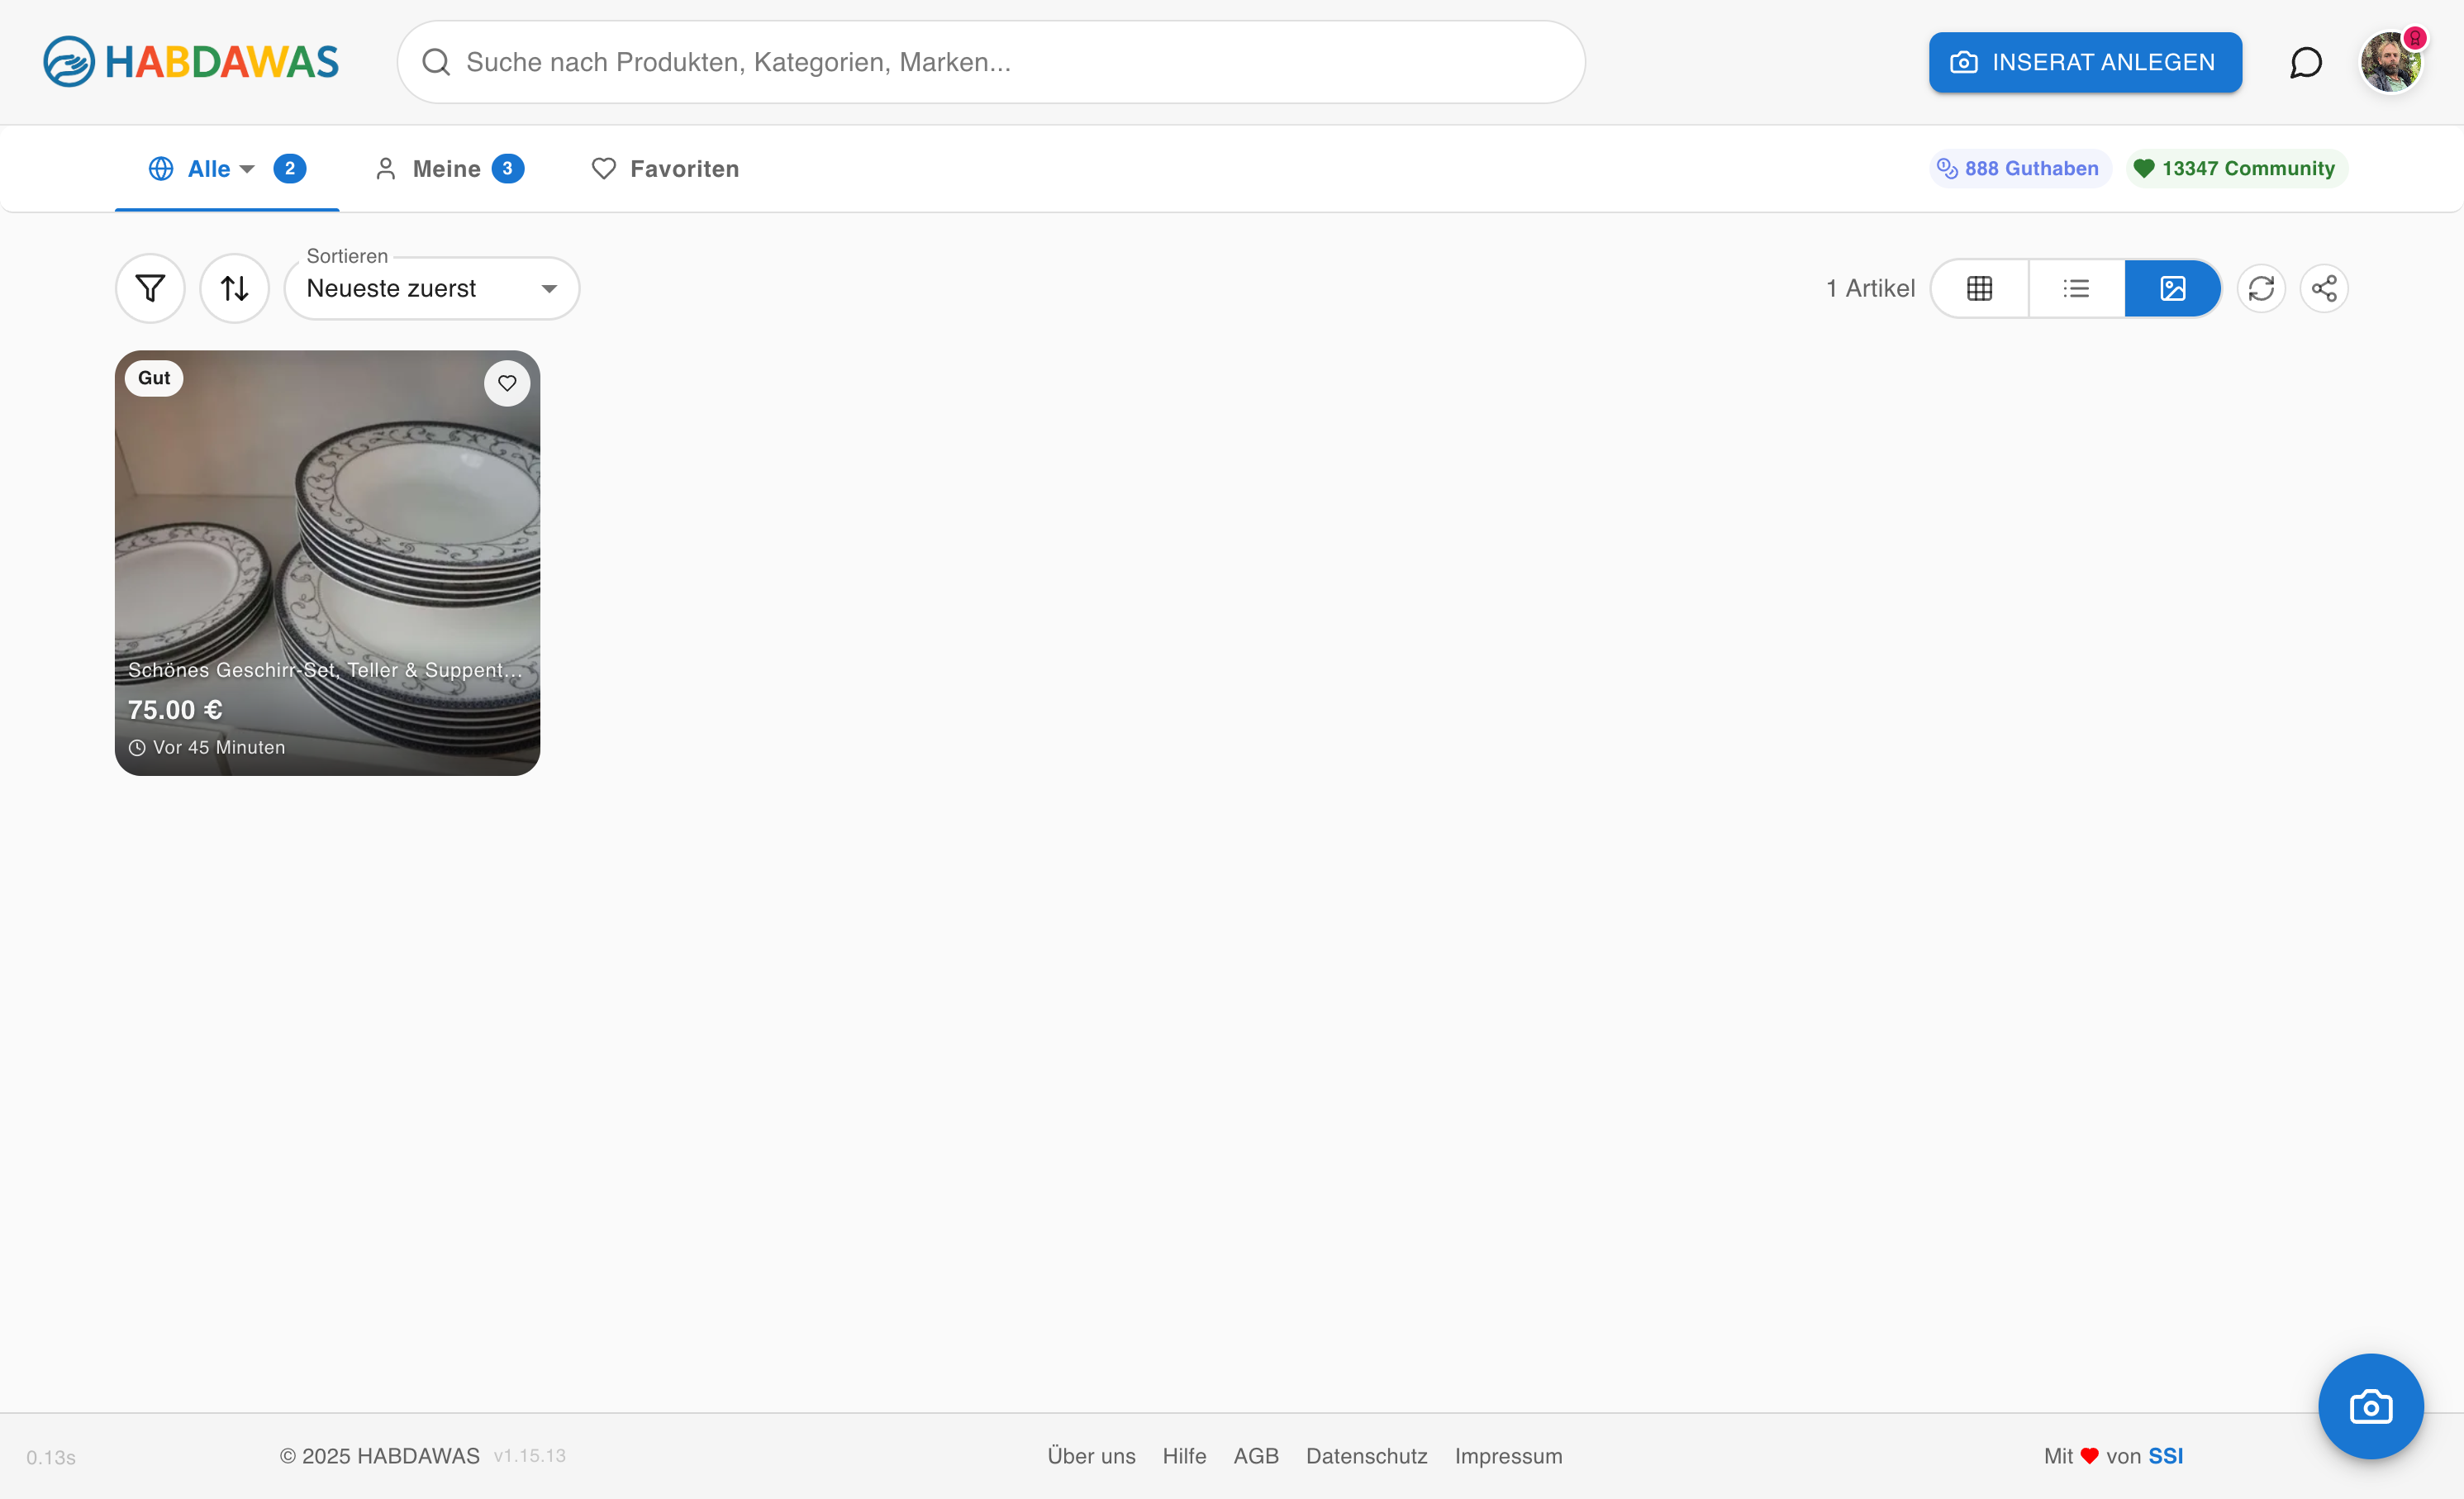 HABDAWAS
Suche nach Produkten, Kategorien, Marken...
INSERAT ANLEGEN
Alle 2
Meine 3
Favoriten
888 Guthaben
13347 Community
Sortieren
Neueste zuerst
1 Artikel
Gut
Schönes Geschirr-Set, Teller & Suppent...
75.00 €
Vor 45 Minuten
0.13s
© 2025 HABDAWAS v1.15.13
Über uns Hilfe AGB Datenschutz Impressum
Mit ❤ von SSI